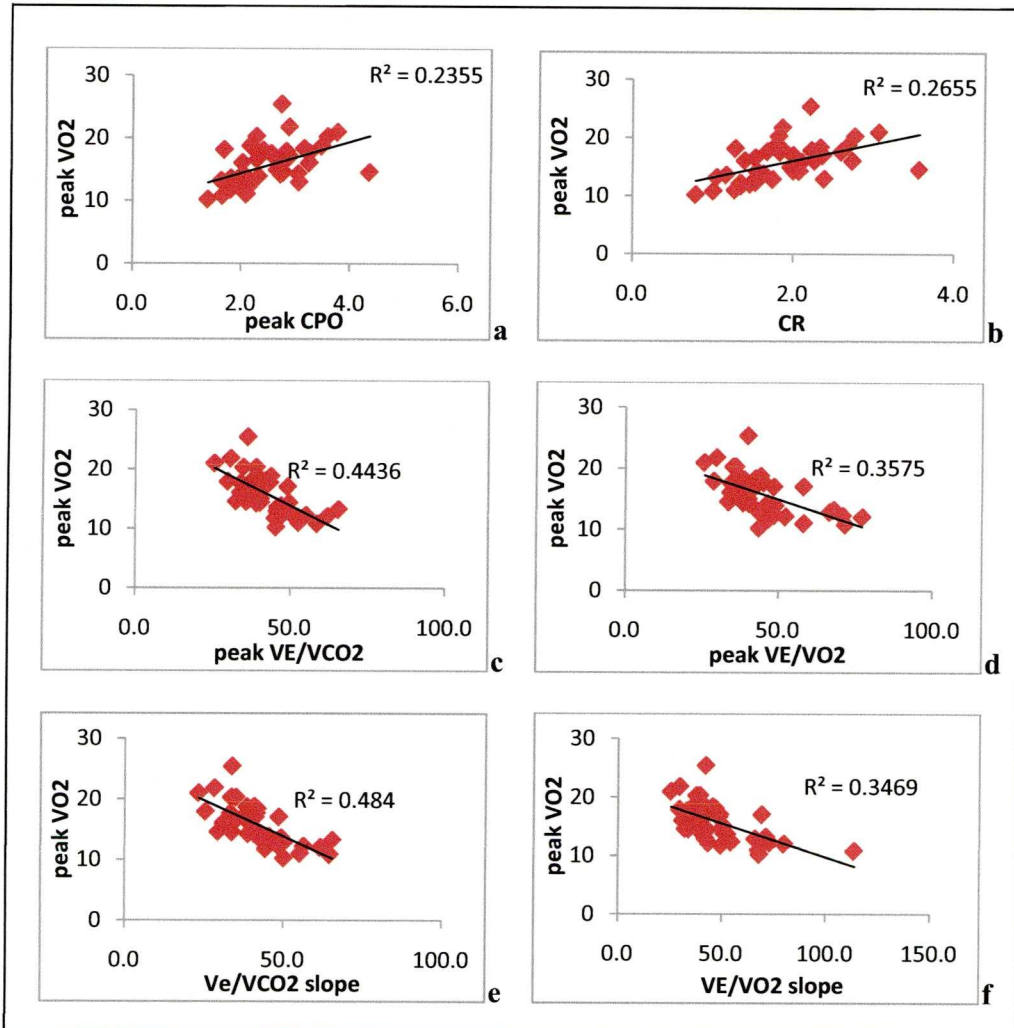 R² = 0.2355
30
20
10
0
peak VO2
0.0 2.0 4.0 6.0
peak CPO
a
R² = 0.2655
30
20
10
0
peak VO2
0.0 2.0 4.0
CR
b
R² = 0.4436
30
20
10
0
peak VO2
0.0 50.0 100.0
peak VE/VCO2
c
R² = 0.3575
30
20
10
0
peak VO2
0.0 50.0 100.0
peak VE/VO2
d
R² = 0.484
30
20
10
0
peak VO2
0.0 50.0 100.0
Ve/VCO2 slope
e
R² = 0.3469
30
20
10
0
peak VO2
0.0 50.0 100.0 150.0
VE/VO2 slope
f